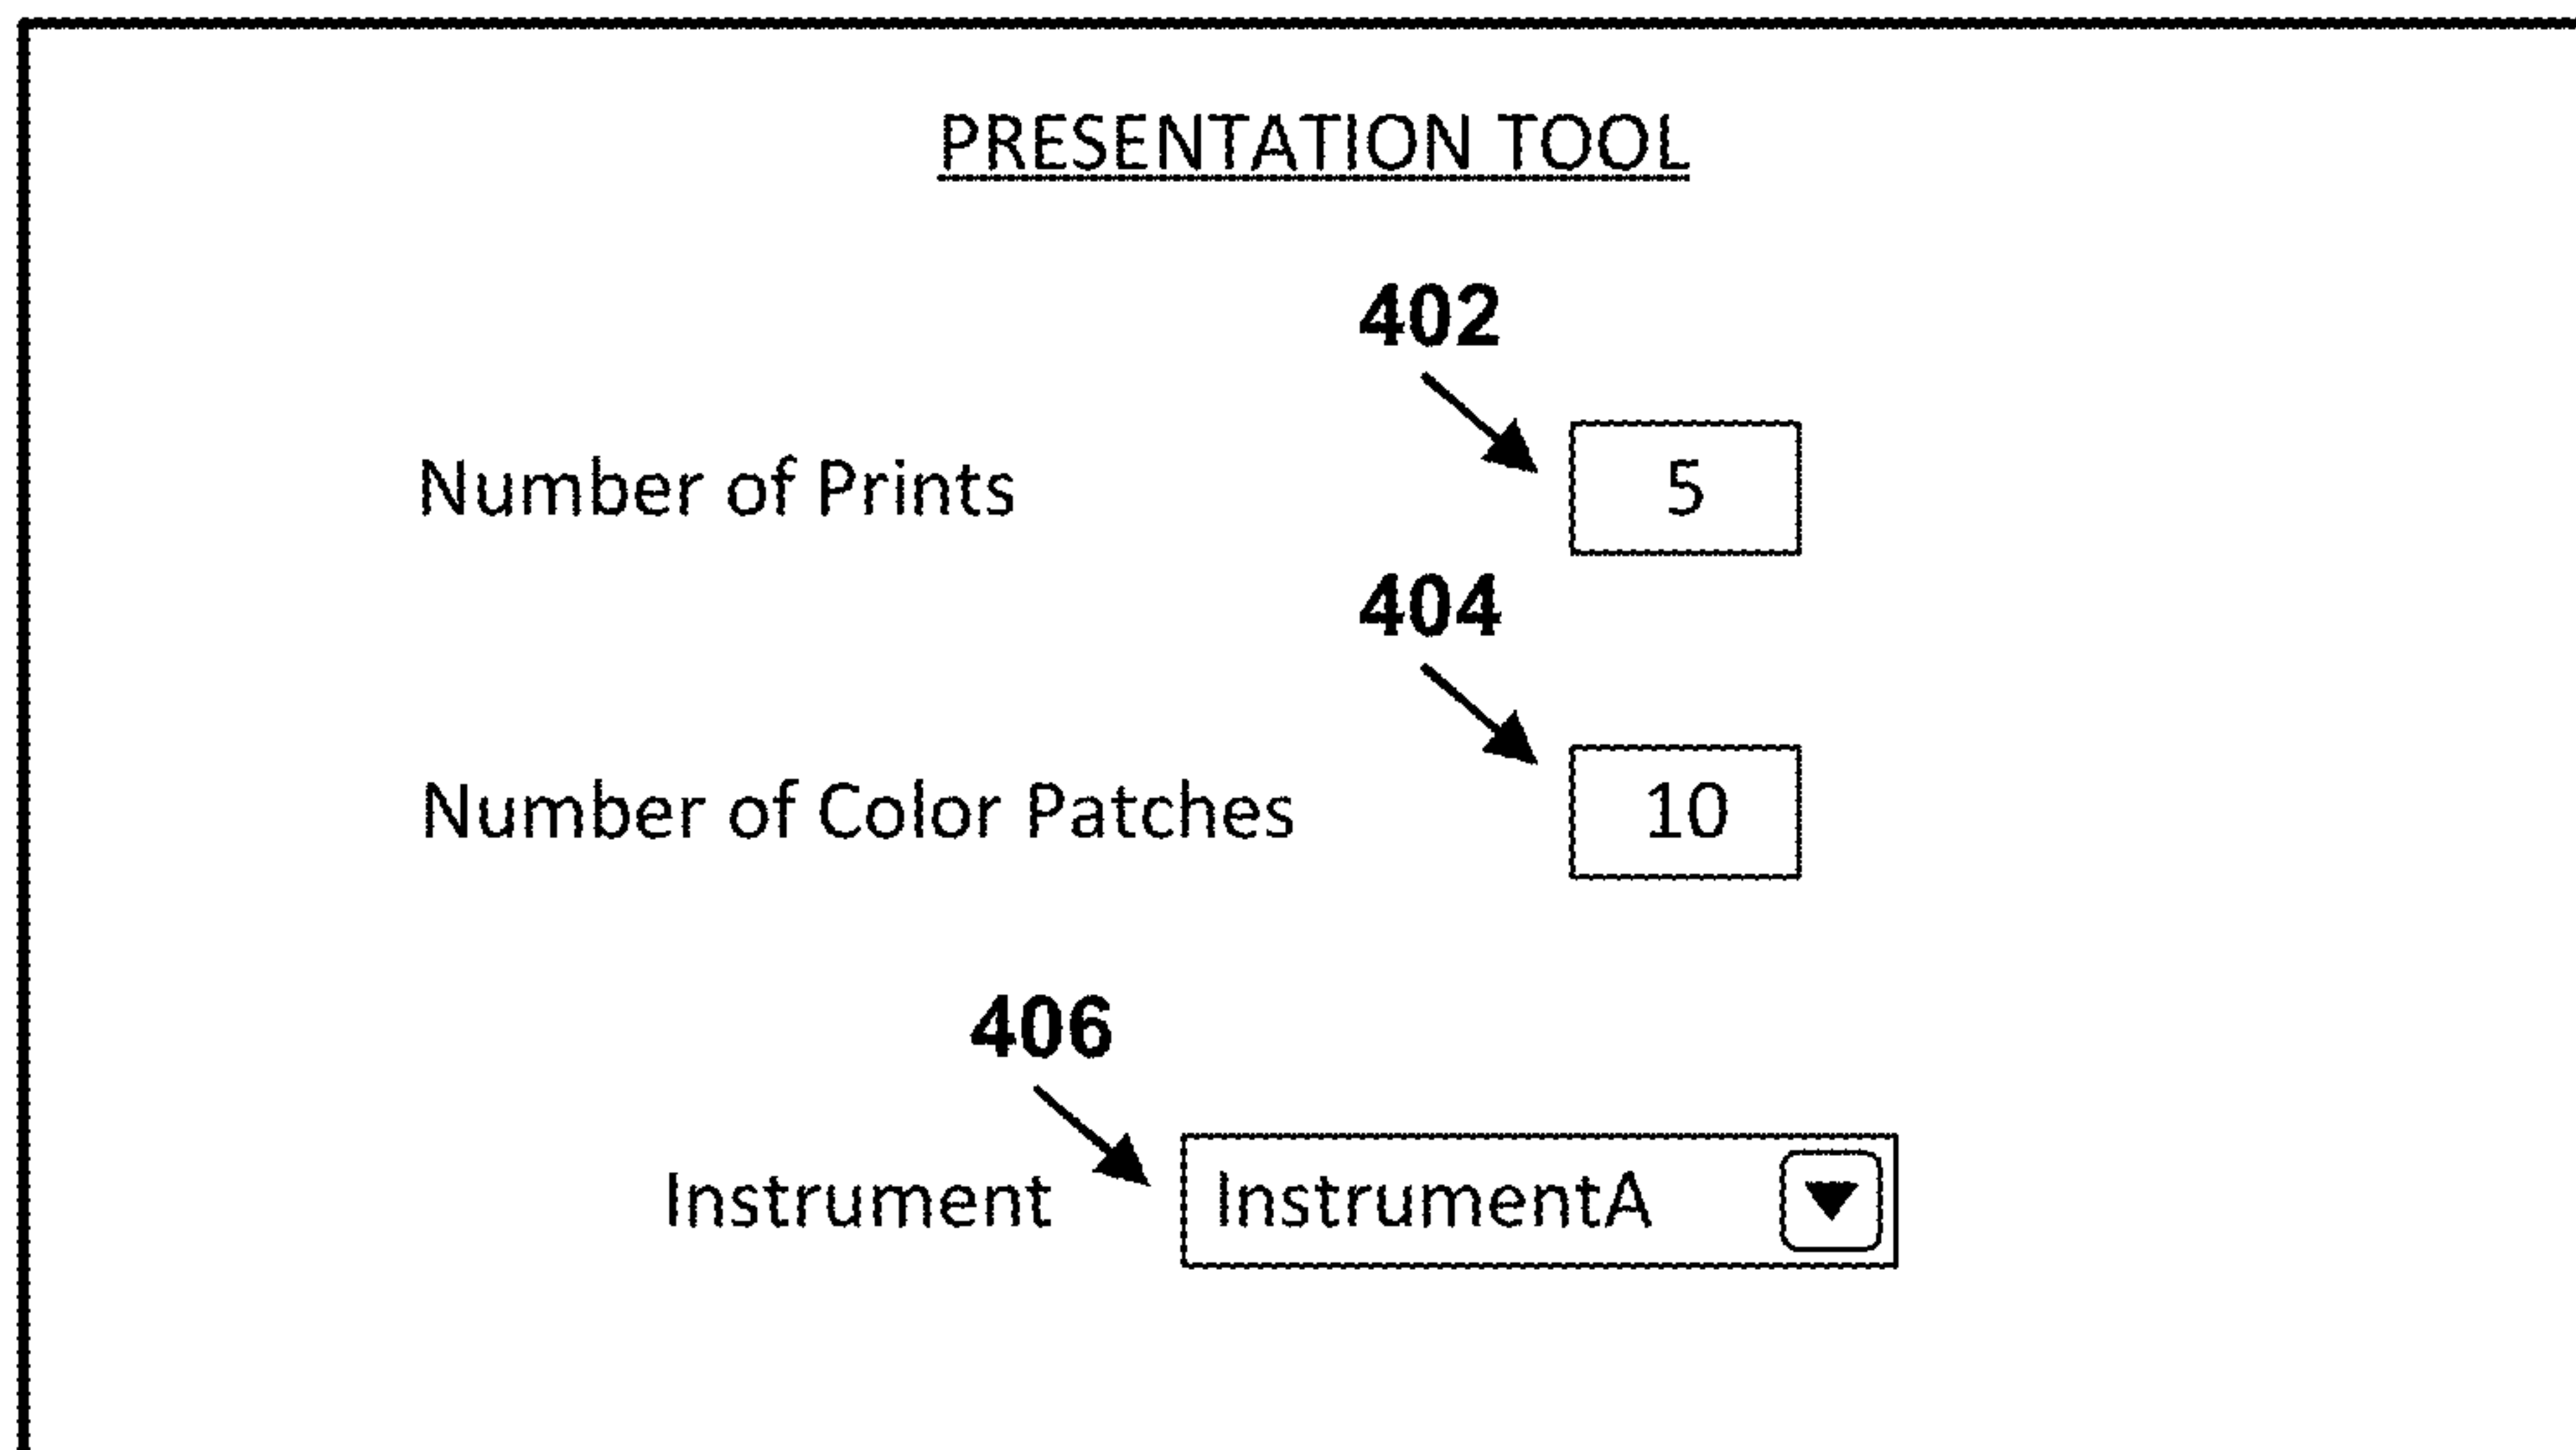 PRESENTATION TOOL
402
Number of Prints 5
404
Number of Color Patches 10
406
Instrument InstrumentA